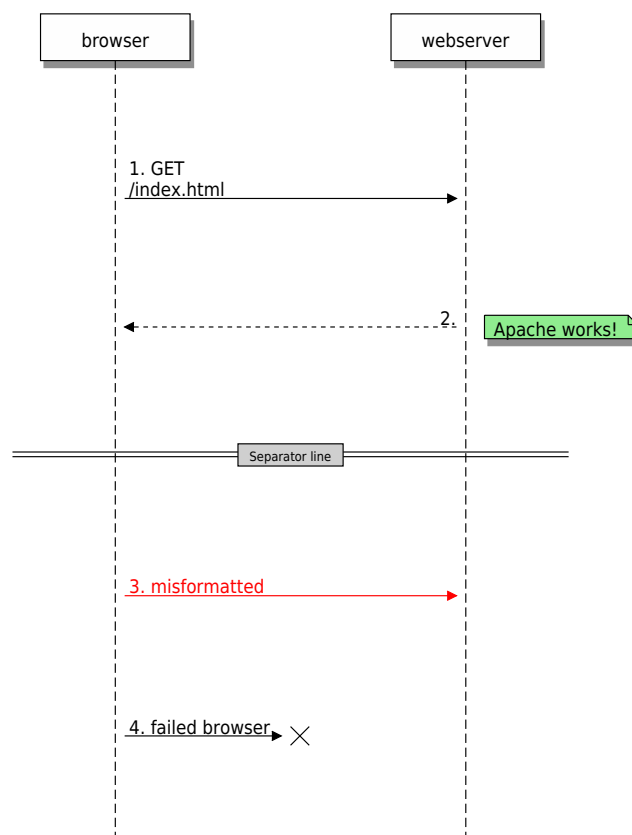 browser
webserver
1. GET
/index.html
2.
Apache works!
Separator line
3. misformatted
4. failed browser